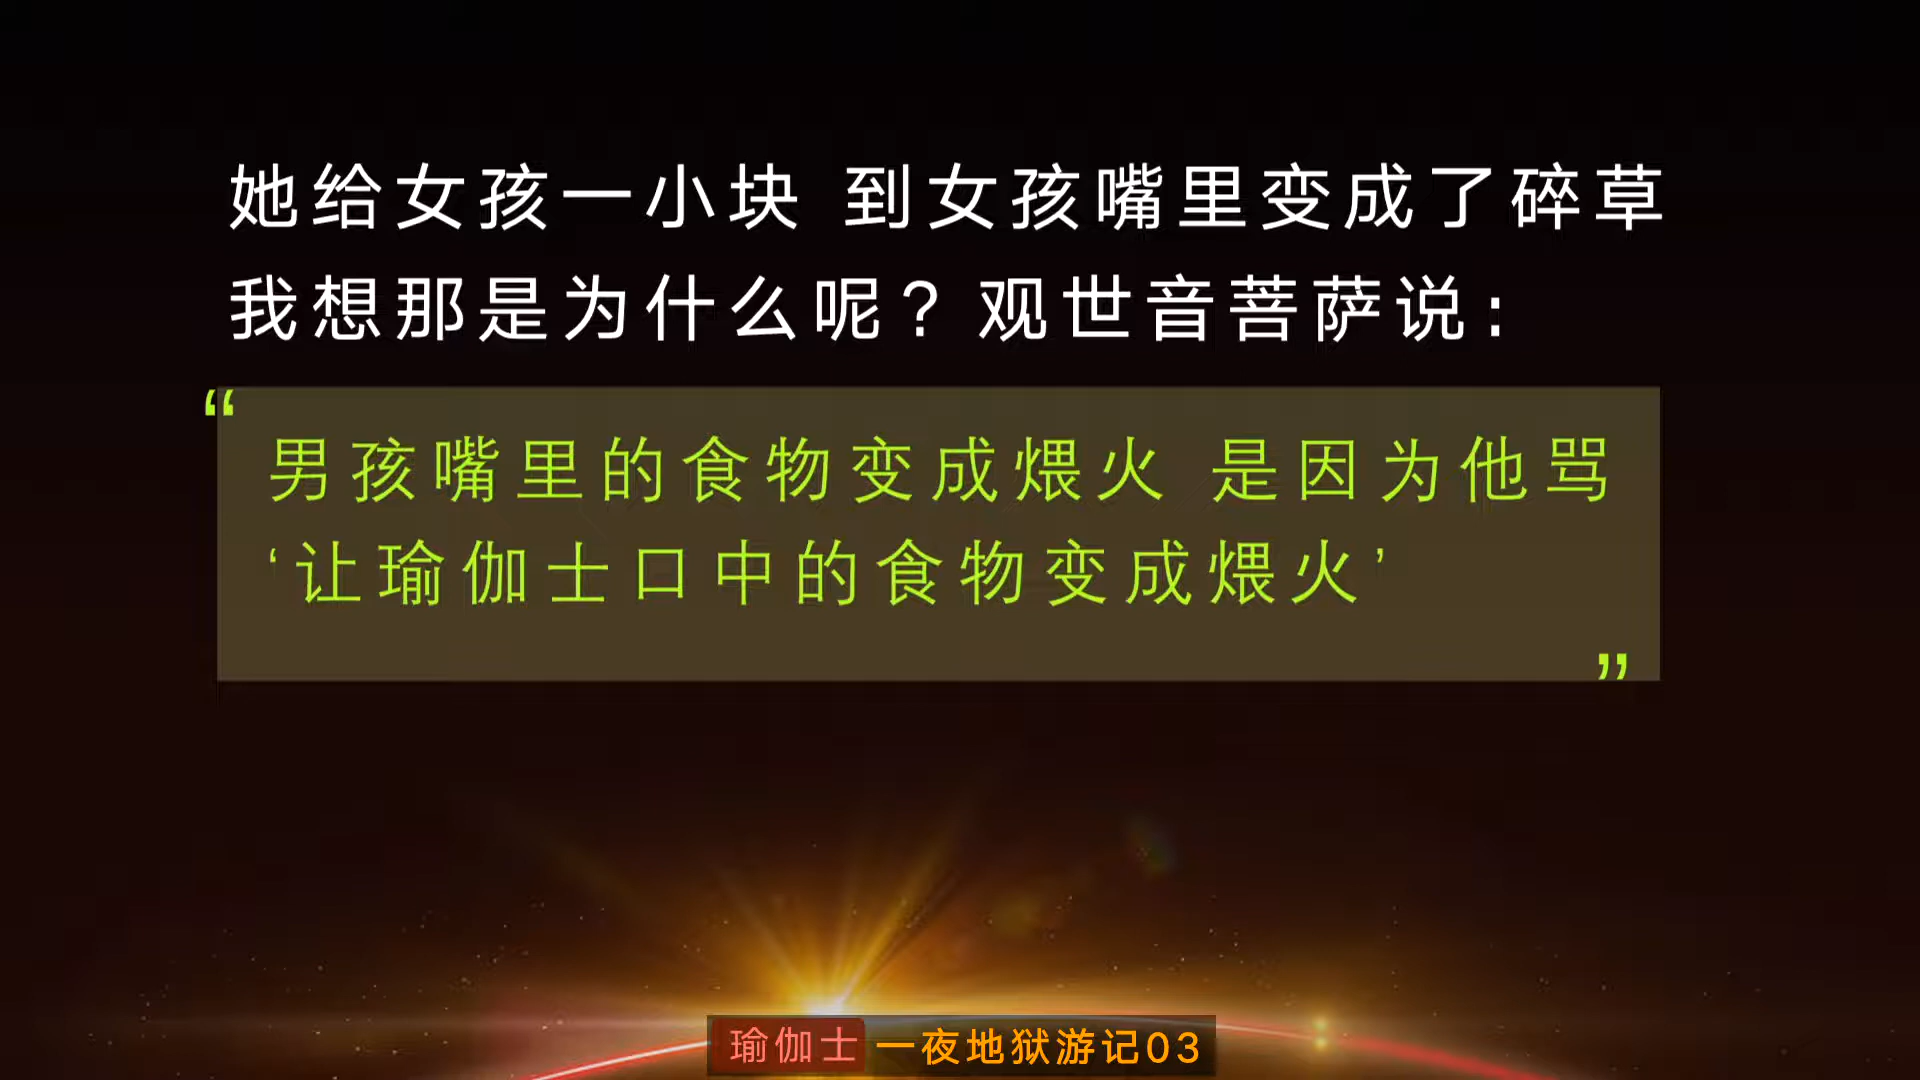 她给女孩一小块 到女孩嘴里变成了碎草
我想那是为什么呢？观世音菩萨说：
“男孩嘴里的食物变成煨火 是因为他骂
‘让瑜伽士口中的食物变成煨火’”
瑜伽士 一夜地狱游记03